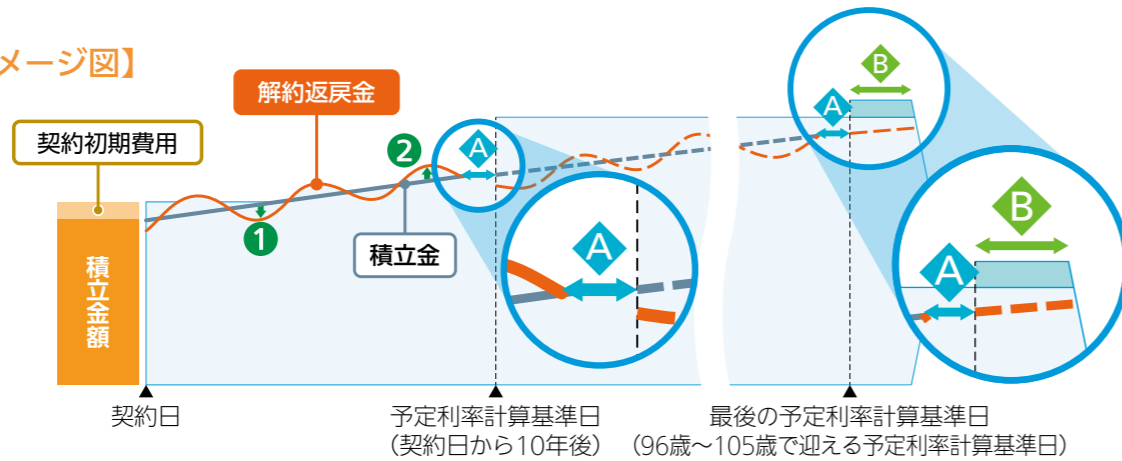 メージ図】
解約返戻金
契約初期費用
積立金額
積立金
1
2
A
A
A
B
A
B
契約日
予定利率計算基準日
(契約日から10年後)
最後の予定利率計算基準日
(96歳〜105歳で迎える予定利率計算基準日)